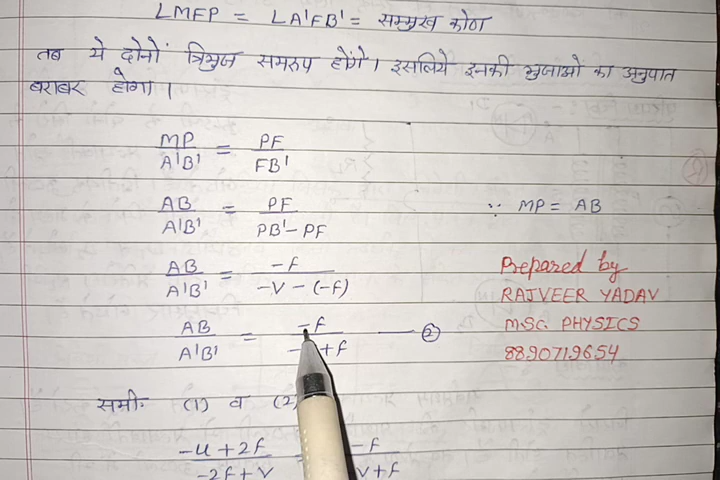 ∠MFP = ∠A'FB' = सम्मुख कोण
तब ये दोनों त्रिभुज समरुप होंगे। इसलिये इनकी भुजाओं का अनुपात
बराबर होगा।
MP/A'B' = PF/FB'
AB/A'B' = PF/PB'-PF ∵ MP = AB
AB/A'B' = -f/-v-(-f)
AB/A'B' = -f/- +f — ②
Prepared by
RAJVEER YADAV
MSC PHYSICS
8890719654
समी. (1) व (2)
-u+2f/-2f+v = -f/v+f